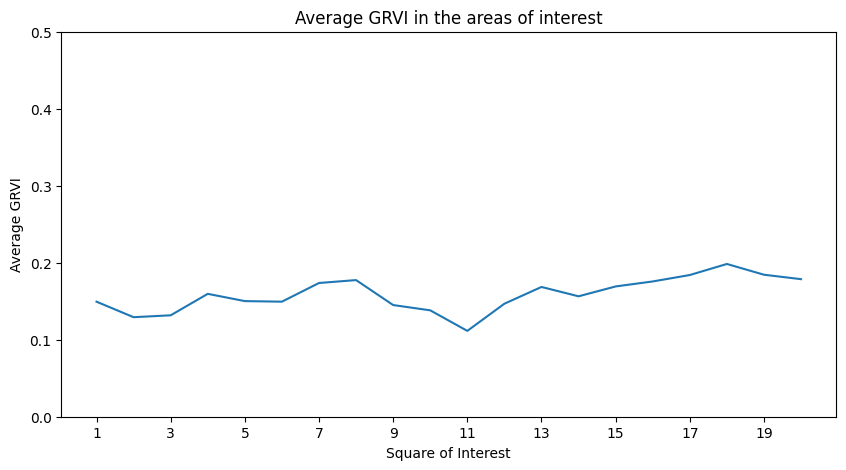 Average GRVI in the areas of interest
0.5
0.4
0.3
0.2
0.1
0.0
Average GRVI
1 3 5 7 9 11 13 15 17 19
Square of Interest